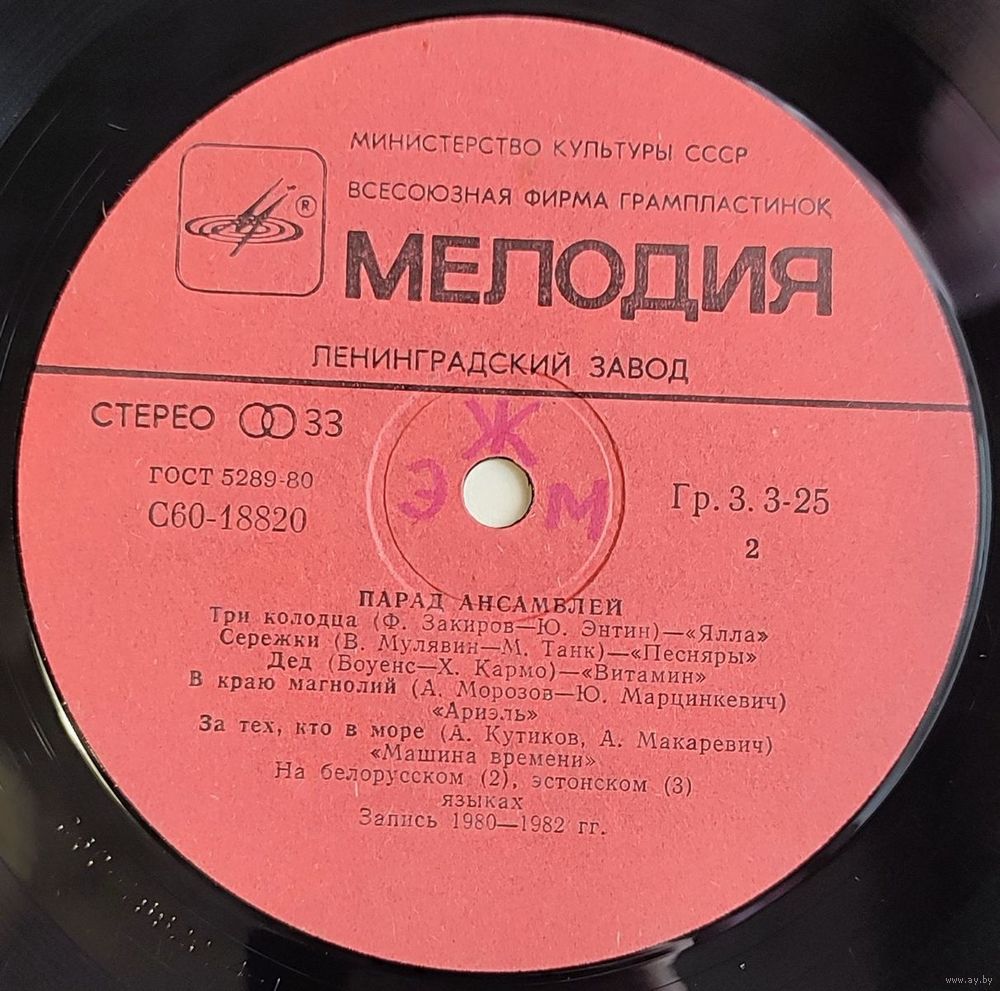 МИНИСТЕРСТВО КУЛЬТУРЫ СССР
ВСЕСОЮЗНАЯ ФИРМА ГРАМПЛАСТИНОК
®
МЕЛОДИЯ
ЛЕНИНГРАДСКИЙ ЗАВОД
СТЕРЕО 33
Ж
Э М
ГОСТ 5289-80
С60-18820
Гр. 3. 3-25
2
ПАРАД АНСАМБЛЕЙ
Три колодца (Ф. Закиров—Ю. Энтин)—«Ялла»
Сережки (В. Мулявин—М. Танк)—«Песняры»
Дед (Боуенс—Х. Кармо)—«Витамин»
В краю магнолий (А. Морозов—Ю. Марцинкевич)
«Ариэль»
За тех, кто в море (А. Кутиков, А. Макаревич)
«Машина времени»
На белорусском (2), эстонском (3)
языках
Запись 1980—1982 гг.
www.ay.by